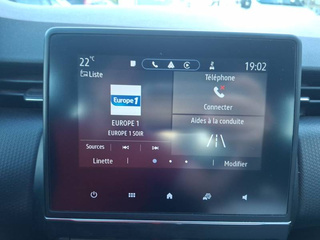 22°C
19:02
Liste
Europe 1
EUROPE 1
EUROPE 1 SOIR
Sources
Linette
Téléphone
Connecter
Aides à la conduite
Modifier